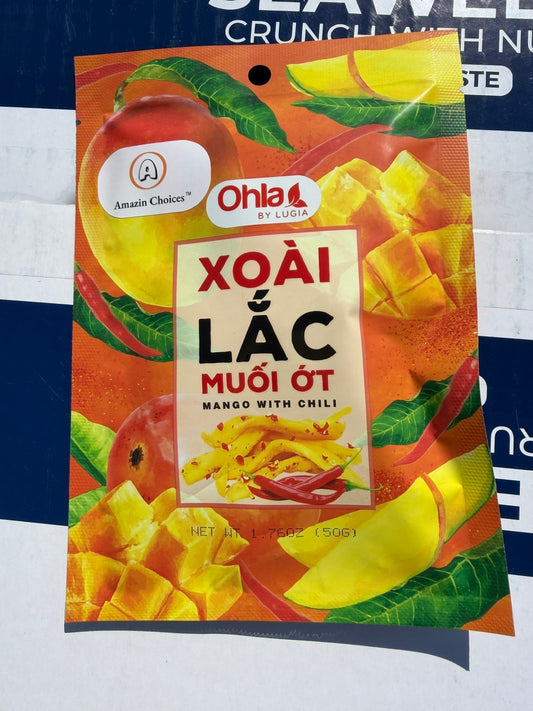 CRUNCH WITH NU
STE
A
Amazin Choices™
Ohla
BY LUGIA
XOÀI
LẮC
MUỐI ỚT
MANGO WITH CHILI
NET WT 1.76OZ (50G)